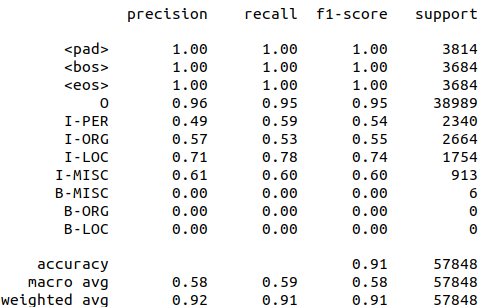 precision recall f1-score support
<pad> 1.00 1.00 1.00 3814
<bos> 1.00 1.00 1.00 3684
<eos> 1.00 1.00 1.00 3684
O 0.96 0.95 0.95 38989
I-PER 0.49 0.59 0.54 2340
I-ORG 0.57 0.53 0.55 2664
I-LOC 0.71 0.78 0.74 1754
I-MISC 0.61 0.60 0.60 913
B-MISC 0.00 0.00 0.00 6
B-ORG 0.00 0.00 0.00 0
B-LOC 0.00 0.00 0.00 0
accuracy 0.91 57848
macro avg 0.58 0.59 0.58 57848
weighted avg 0.92 0.91 0.91 57848